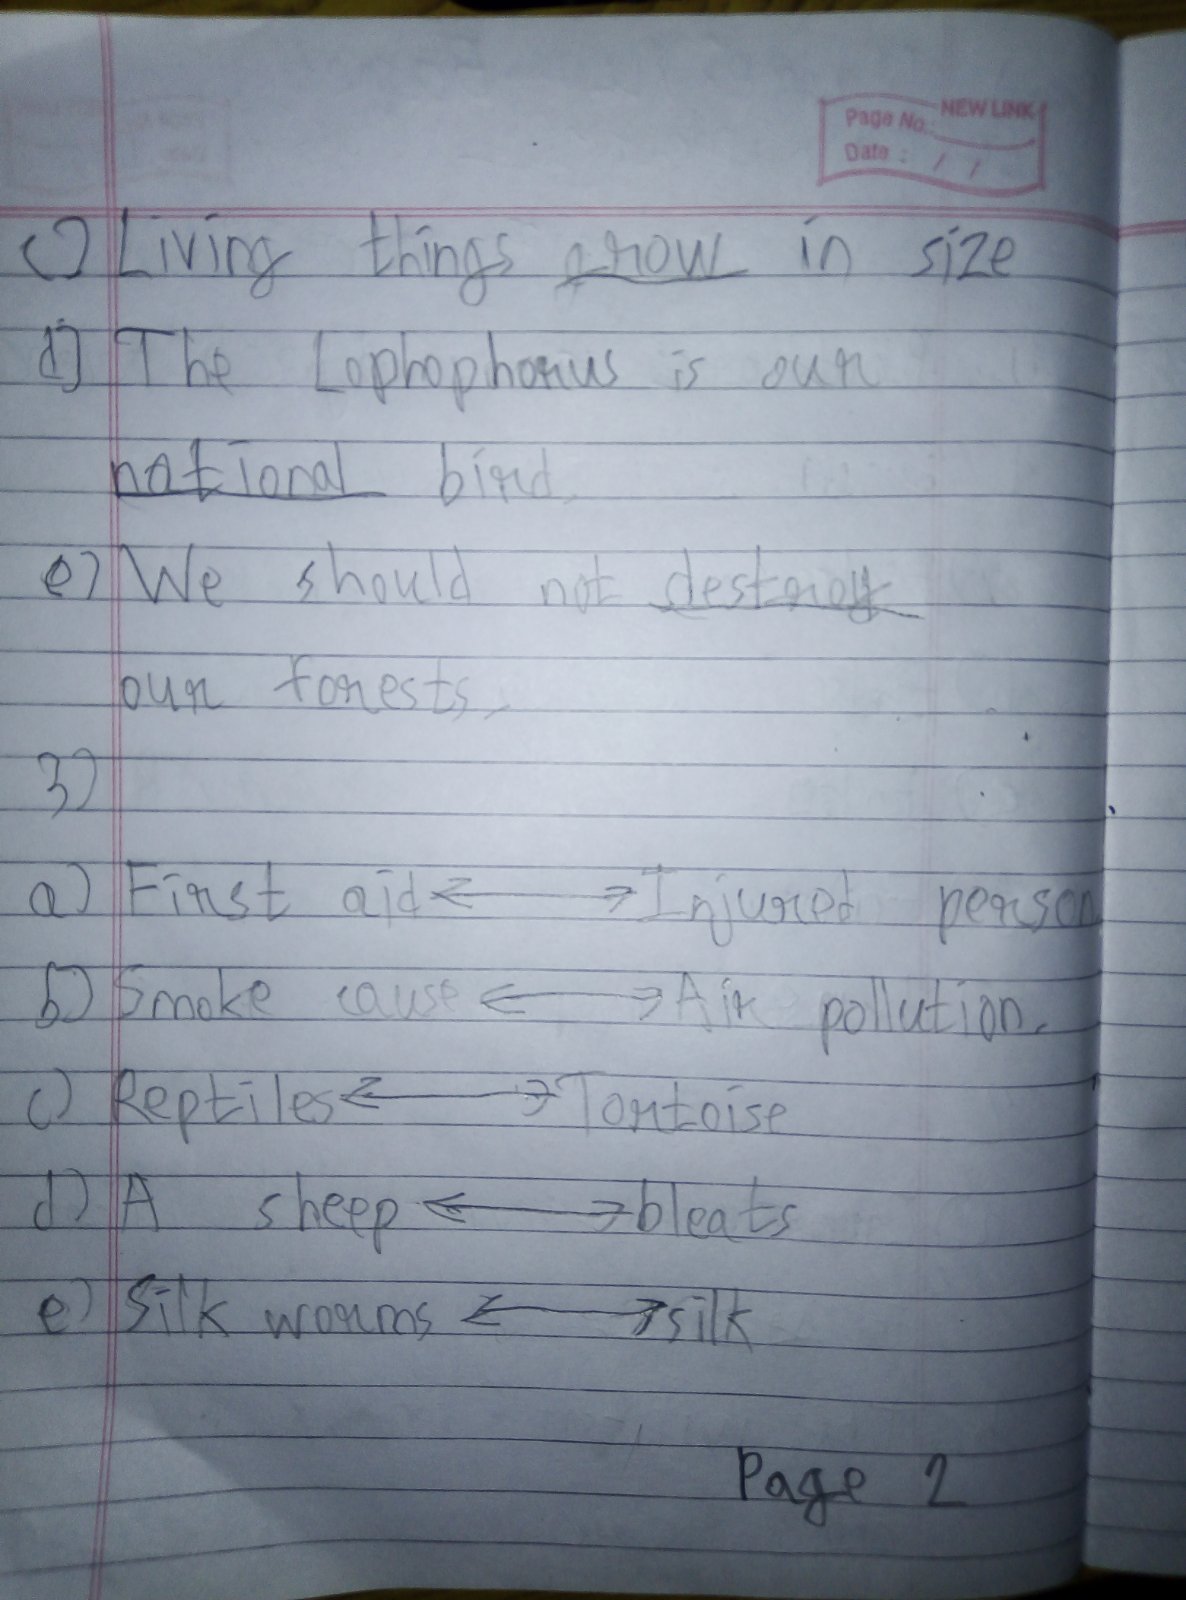 NEW LINK
Page No.:
Date : / /
c) Living things grow in size
d) The Lophophorus is our
national bird.
e) We should not destroy
our forests.
3)
a) First aid ↔ Injured person
b) Smoke cause ↔ Air pollution.
c) Reptiles ↔ Tortoise
d) A sheep ↔ bleats
e) Silk worms ↔ silk
Page 2